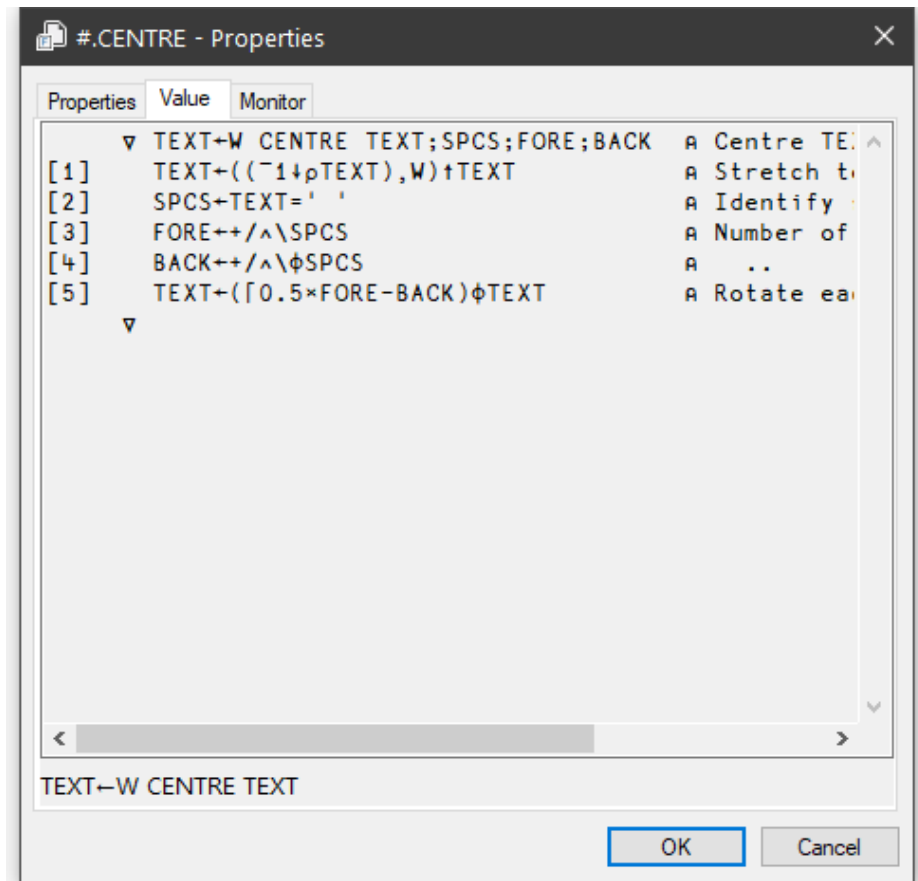 #.CENTRE - Properties
Properties Value Monitor
∇ TEXT←W CENTRE TEXT;SPCS;FORE;BACK ⍝ Centre
[1] TEXT←((¯1↓⍴TEXT),W)↑TEXT ⍝ Stretch
[2] SPCS←TEXT=' ' ⍝ Identify
[3] FORE←+/∧\SPCS ⍝ Number of
[4] BACK←+/∧\⌽SPCS ⍝ ..
[5] TEXT←(⌈0.5×FORE-BACK)⌽TEXT ⍝ Rotate
∇
TEXT←W CENTRE TEXT
OK Cancel